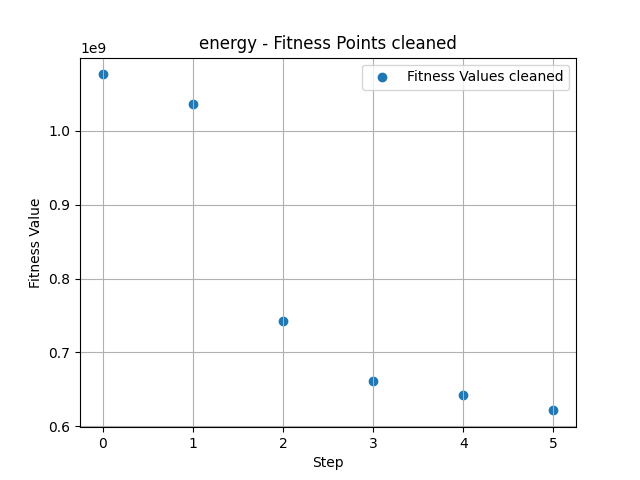 energy - Fitness Points cleaned
1e9
Fitness Values cleaned
1.0
0.9
0.8
0.7
0.6
Fitness Value
0 1 2 3 4 5
Step